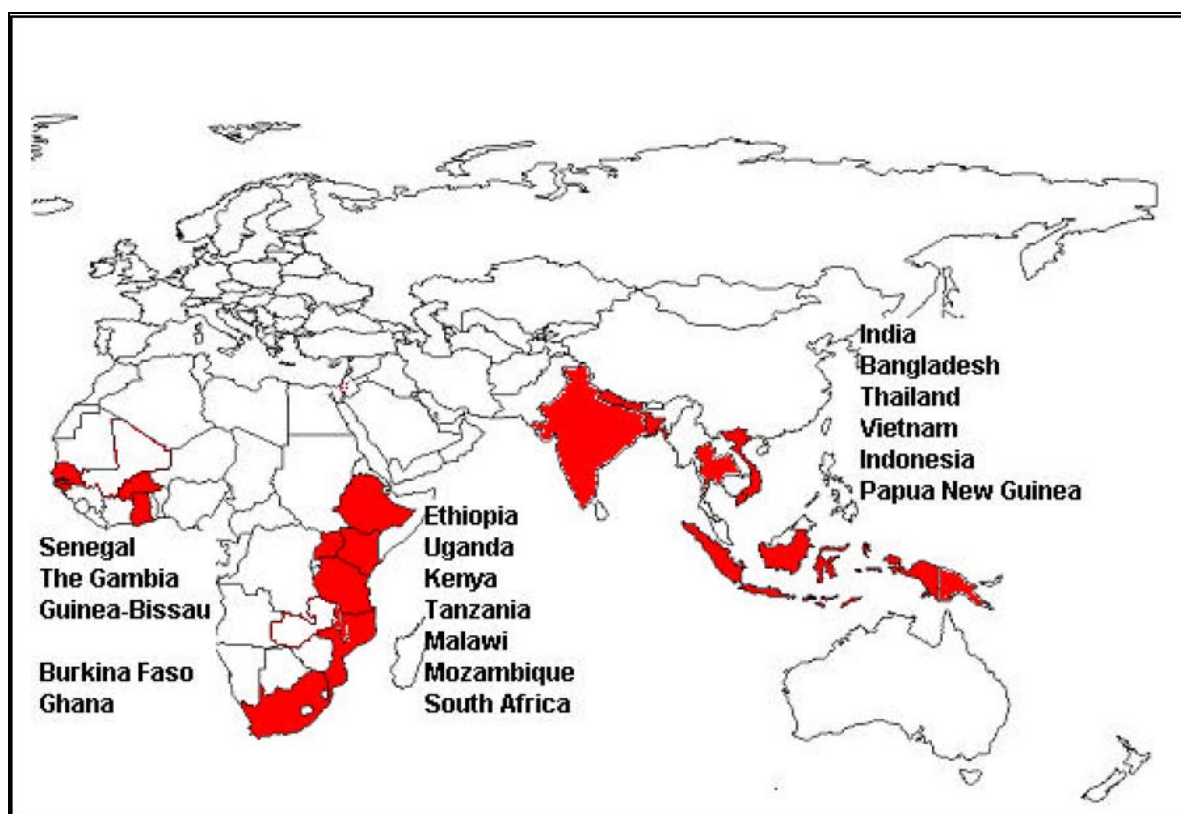 Senegal
The Gambia
Guinea-Bissau
Burkina Faso
Ghana
Ethiopia
Uganda
Kenya
Tanzania
Malawi
Mozambique
South Africa
India
Bangladesh
Thailand
Vietnam
Indonesia
Papua New Guinea